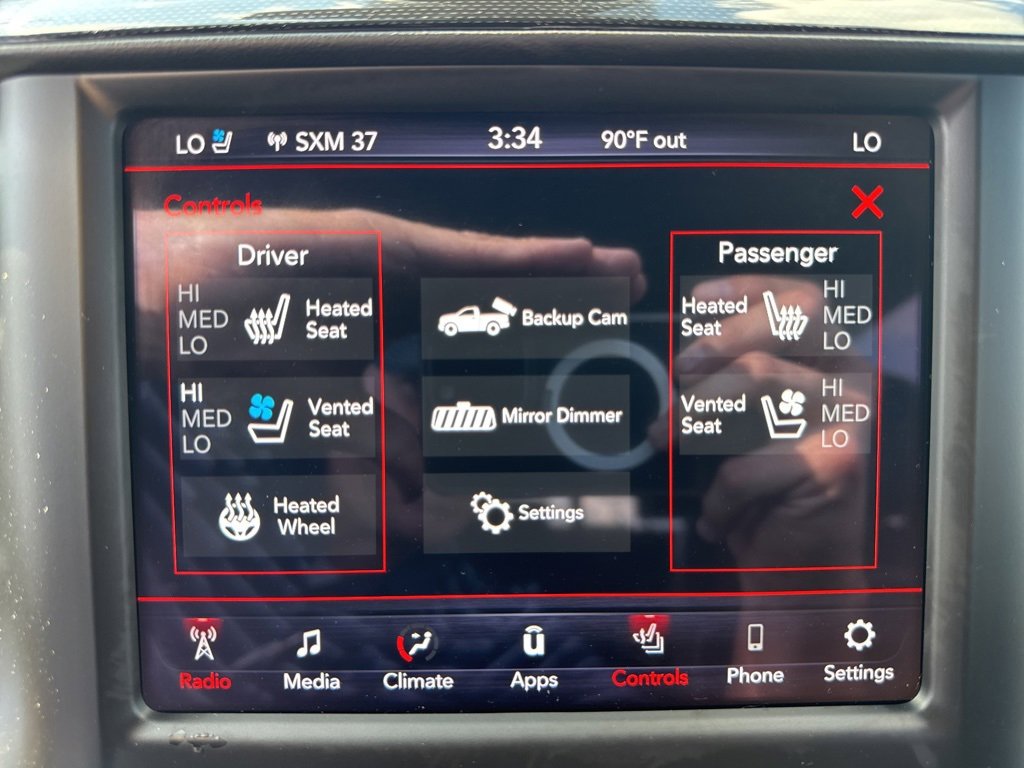 LO SXM 37 3:34 90°F out LO
Controls
Driver
HI
MED
LO
Heated
Seat
HI
MED
LO
Vented
Seat
Heated
Wheel
Backup Cam
Mirror Dimmer
Settings
Passenger
Heated
Seat
HI
MED
LO
Vented
Seat
HI
MED
LO
Radio Media Climate Apps Controls Phone Settings